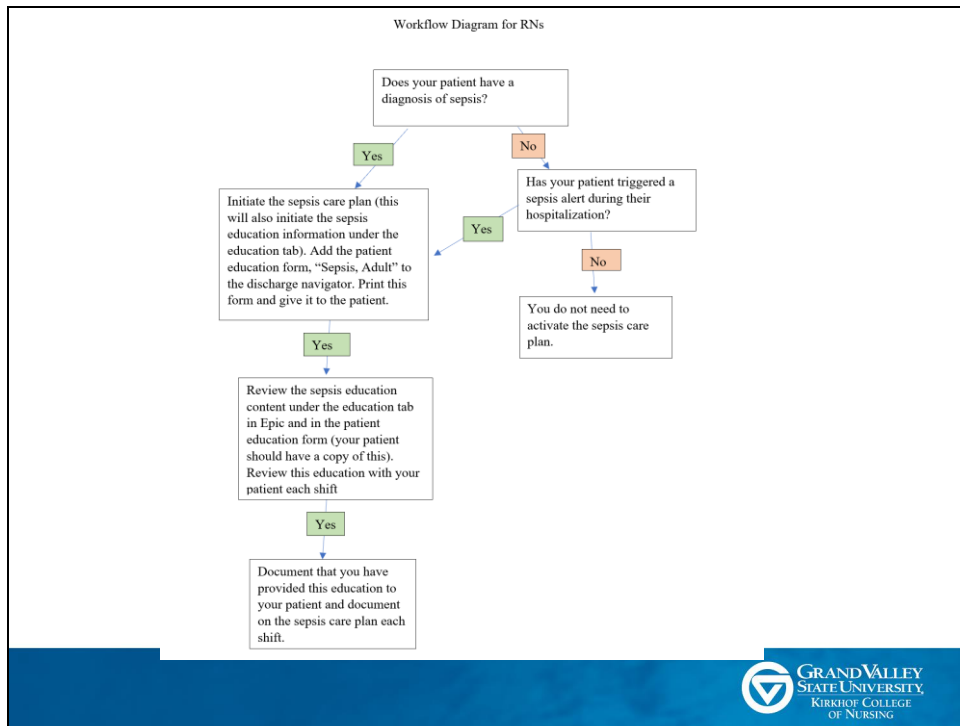 Workflow Diagram for RNs
Does your patient have a
diagnosis of sepsis?
Yes
No
Initiate the sepsis care plan (this
will also initiate the sepsis
education information under the
education tab). Add the patient
education form, “Sepsis, Adult” to
the discharge navigator. Print this
form and give it to the patient.
Yes
Has your patient triggered a
sepsis alert during their
hospitalization?
No
You do not need to
activate the sepsis care
plan.
Yes
Review the sepsis education
content under the education tab
in Epic and in the patient
education form (your patient
should have a copy of this).
Review this education with your
patient each shift
Yes
Document that you have
provided this education to
your patient and document
on the sepsis care plan each
shift.
GRAND VALLEY
STATE UNIVERSITY
KIRKHOF COLLEGE
OF NURSING